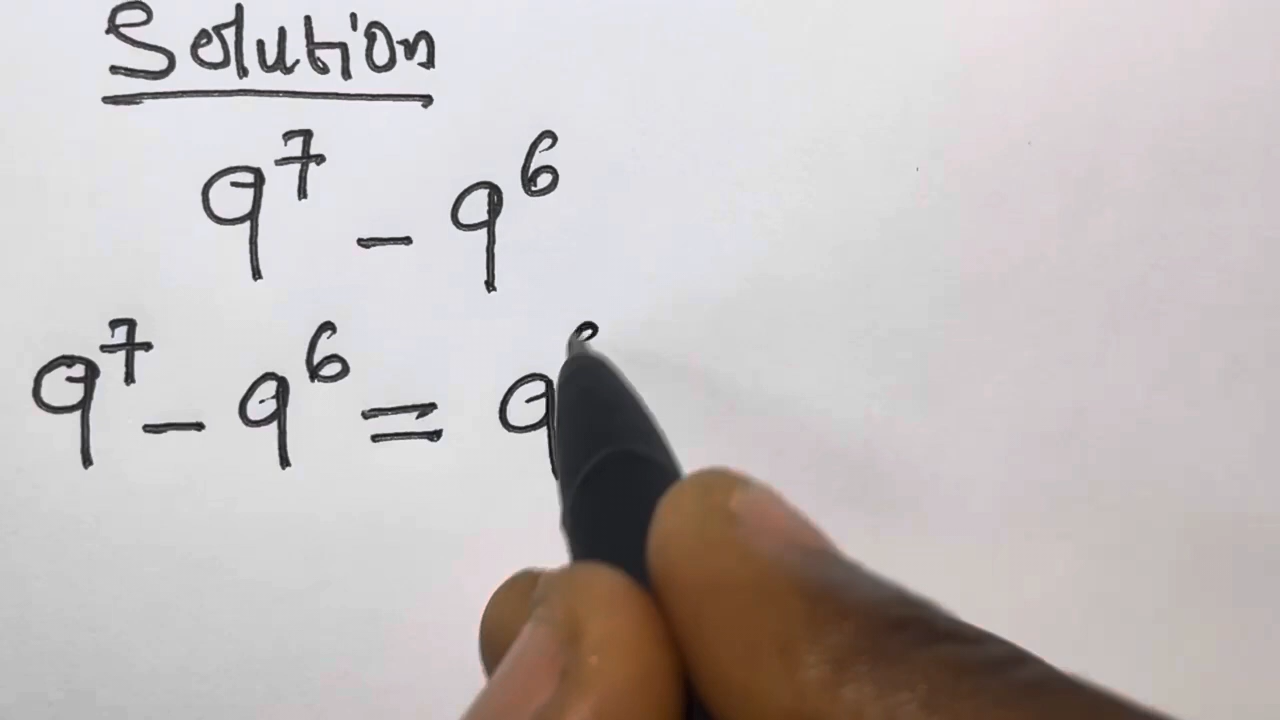 Solution
9⁷ - 9⁶
9⁷ - 9⁶ = 9